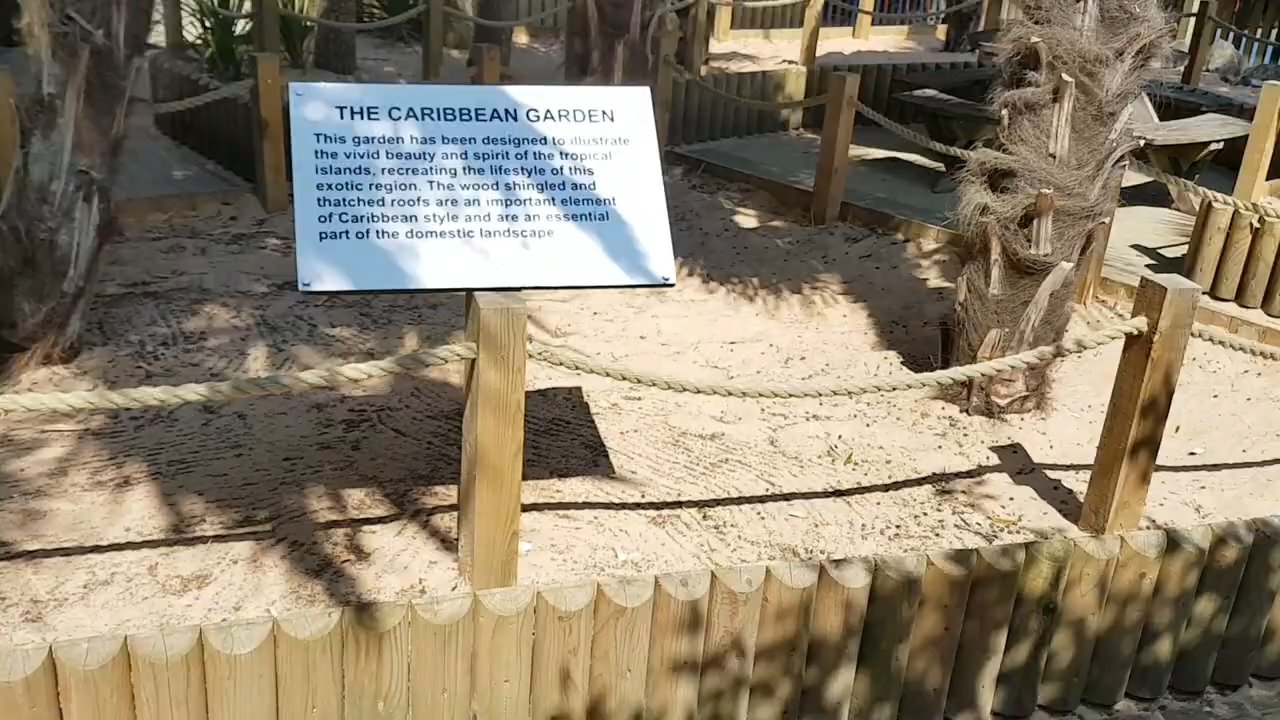 THE CARIBBEAN GARDEN
This garden has been designed to illustrate
the vivid beauty and spirit of the tropical
islands, recreating the lifestyle of this
exotic region. The wood shingled and
thatched roofs are an important element
of Caribbean style and are an essential
part of the domestic landscape